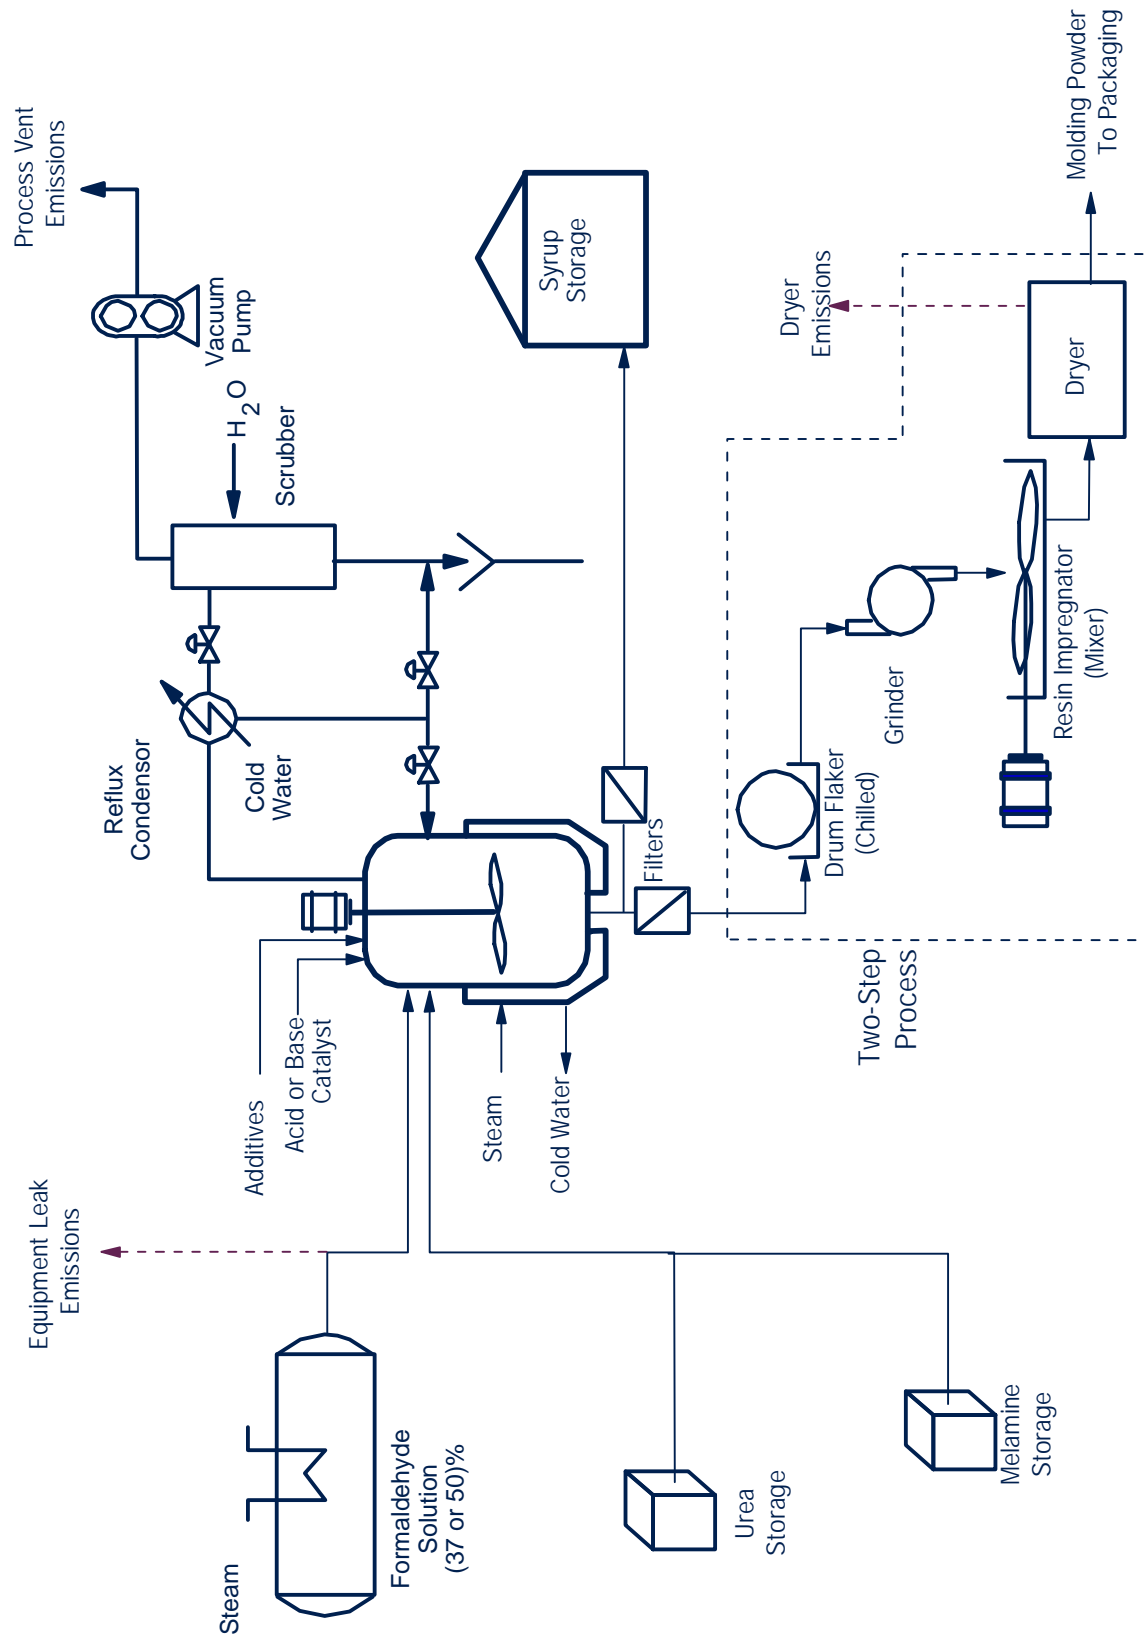 Process Vent
Emissions
Vacuum
Pump
H2O
Scrubber
Reflux
Condensor
Cold
Water
Syrup
Storage
Molding Powder
To Packaging
Dryer
Emissions
Dryer
Resin Impregnator
(Mixer)
Grinder
Drum Flaker
(Chilled)
Filters
Two-Step
Process
Additives
Acid or Base
Catalyst
Steam
Cold Water
Equipment Leak
Emissions
Steam
Formaldehyde
Solution
(37 or 50)%
Urea
Storage
Melamine
Storage